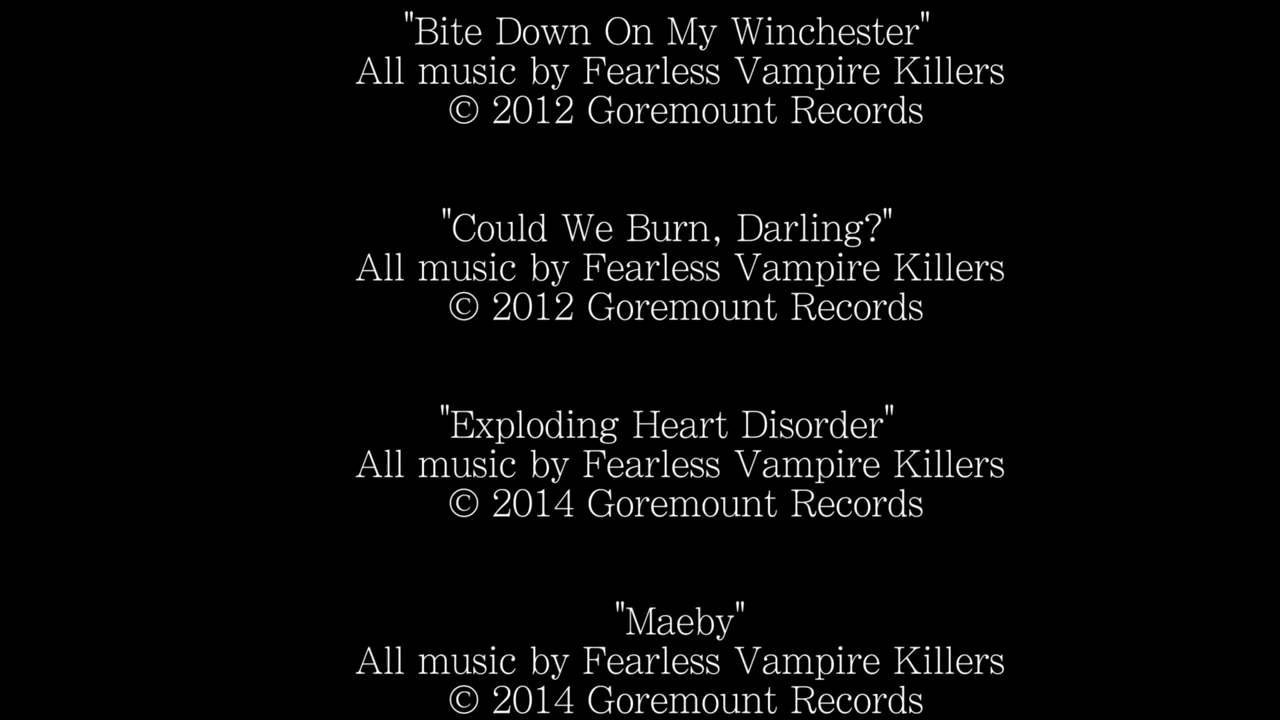 "Bite Down On My Winchester"
All music by Fearless Vampire Killers
© 2012 Goremount Records
"Could We Burn, Darling?"
All music by Fearless Vampire Killers
© 2012 Goremount Records
"Exploding Heart Disorder"
All music by Fearless Vampire Killers
© 2014 Goremount Records
"Maeby"
All music by Fearless Vampire Killers
© 2014 Goremount Records